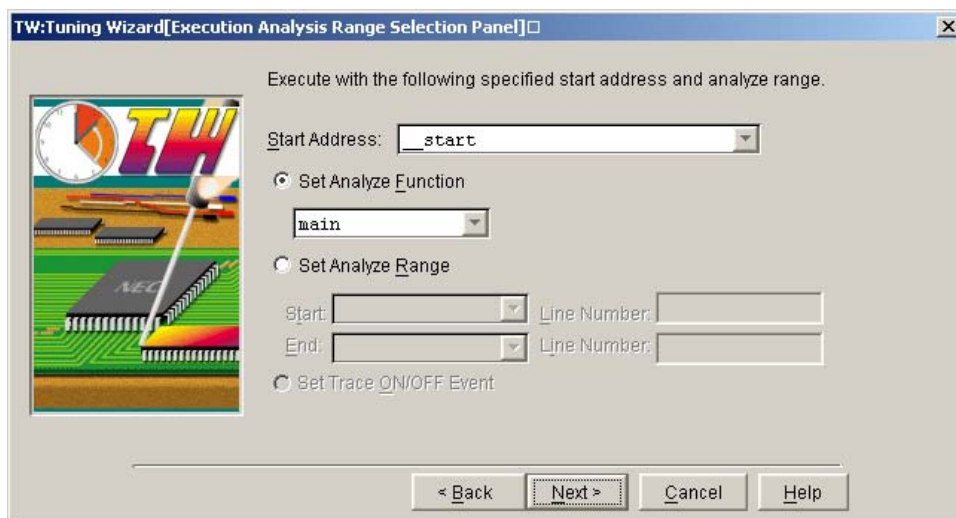 TW:Tuning Wizard[Execution Analysis Range Selection Panel]□
Execute with the following specified start address and analyze range.
TW
Start Address: __start
Set Analyze Function
main
NEC
Set Analyze Range
Start: Line Number:
End: Line Number:
Set Trace ON/OFF Event
< Back Next > Cancel Help